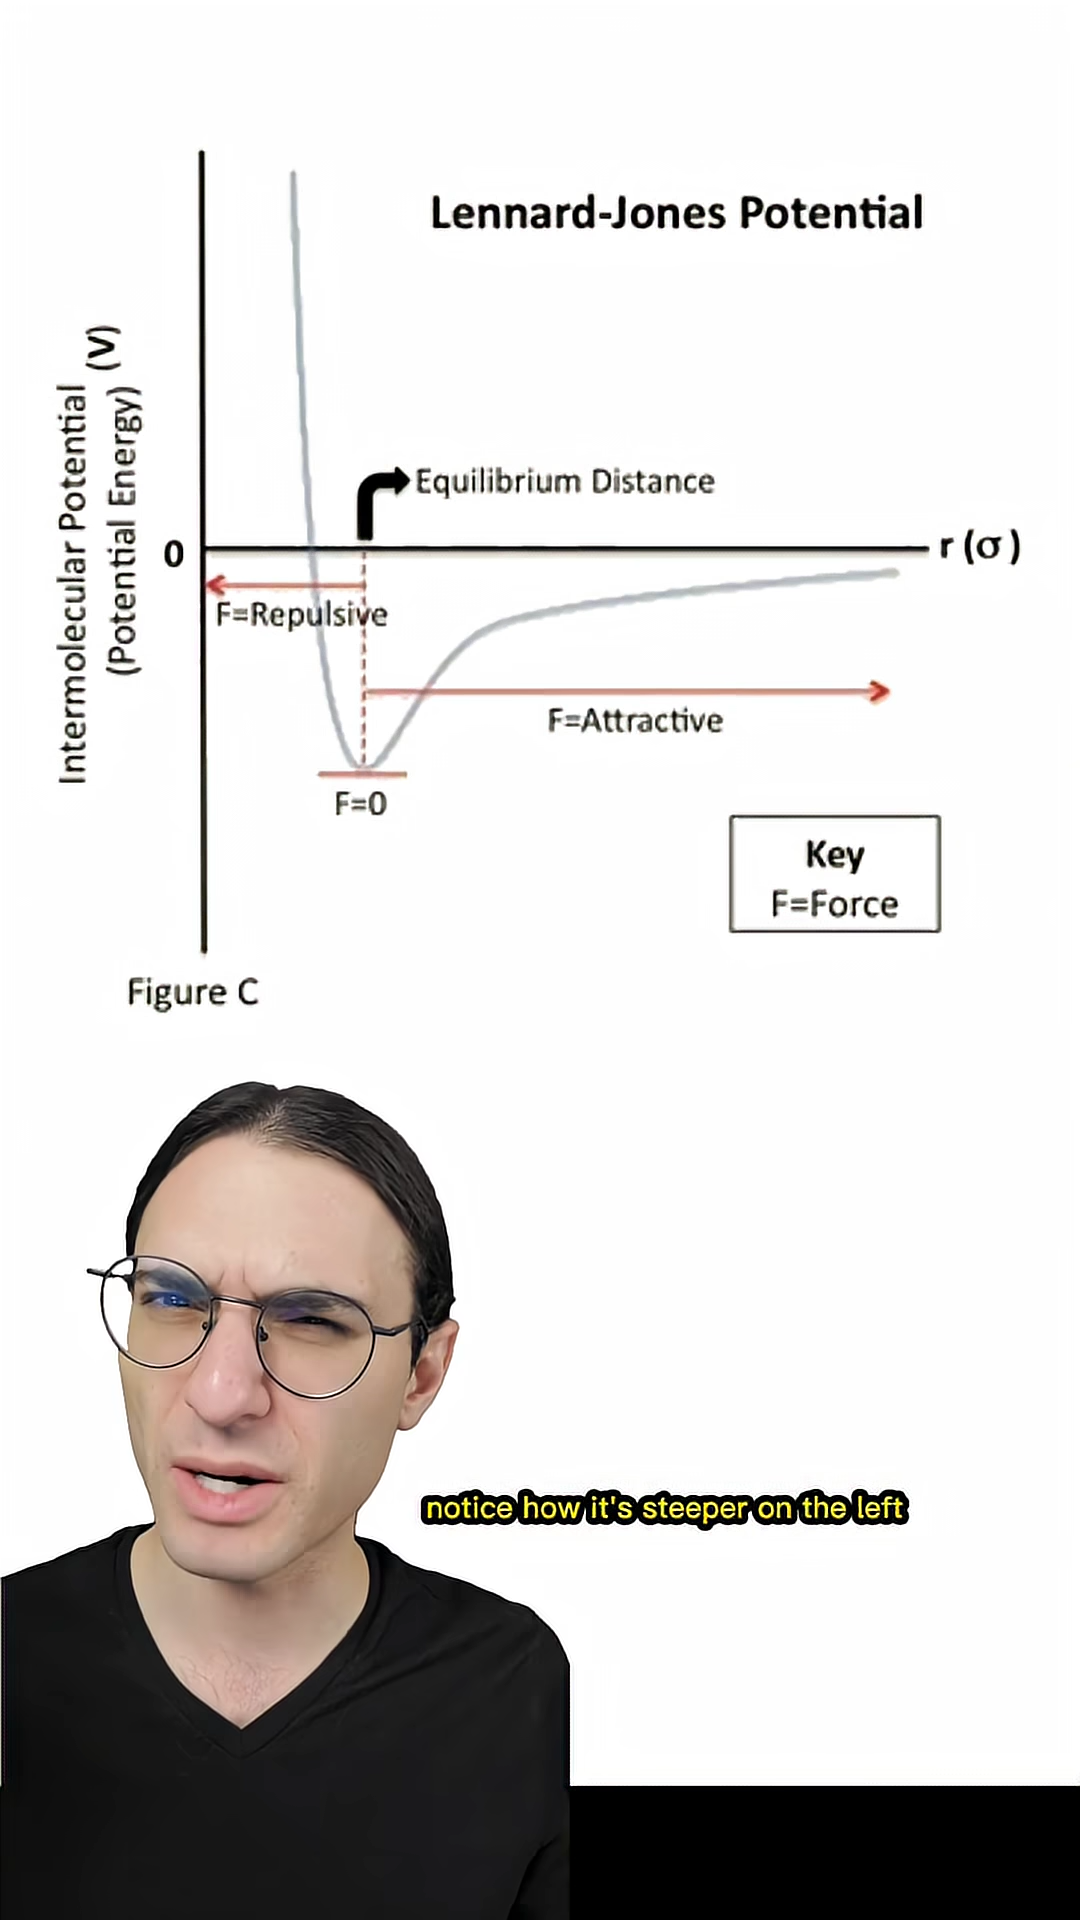 Lennard-Jones Potential
Intermolecular Potential
(Potential Energy) (V)
Equilibrium Distance
0
r (σ)
F=Repulsive
F=Attractive
F=0
Key
F=Force
Figure C
notice how it's steeper on the left